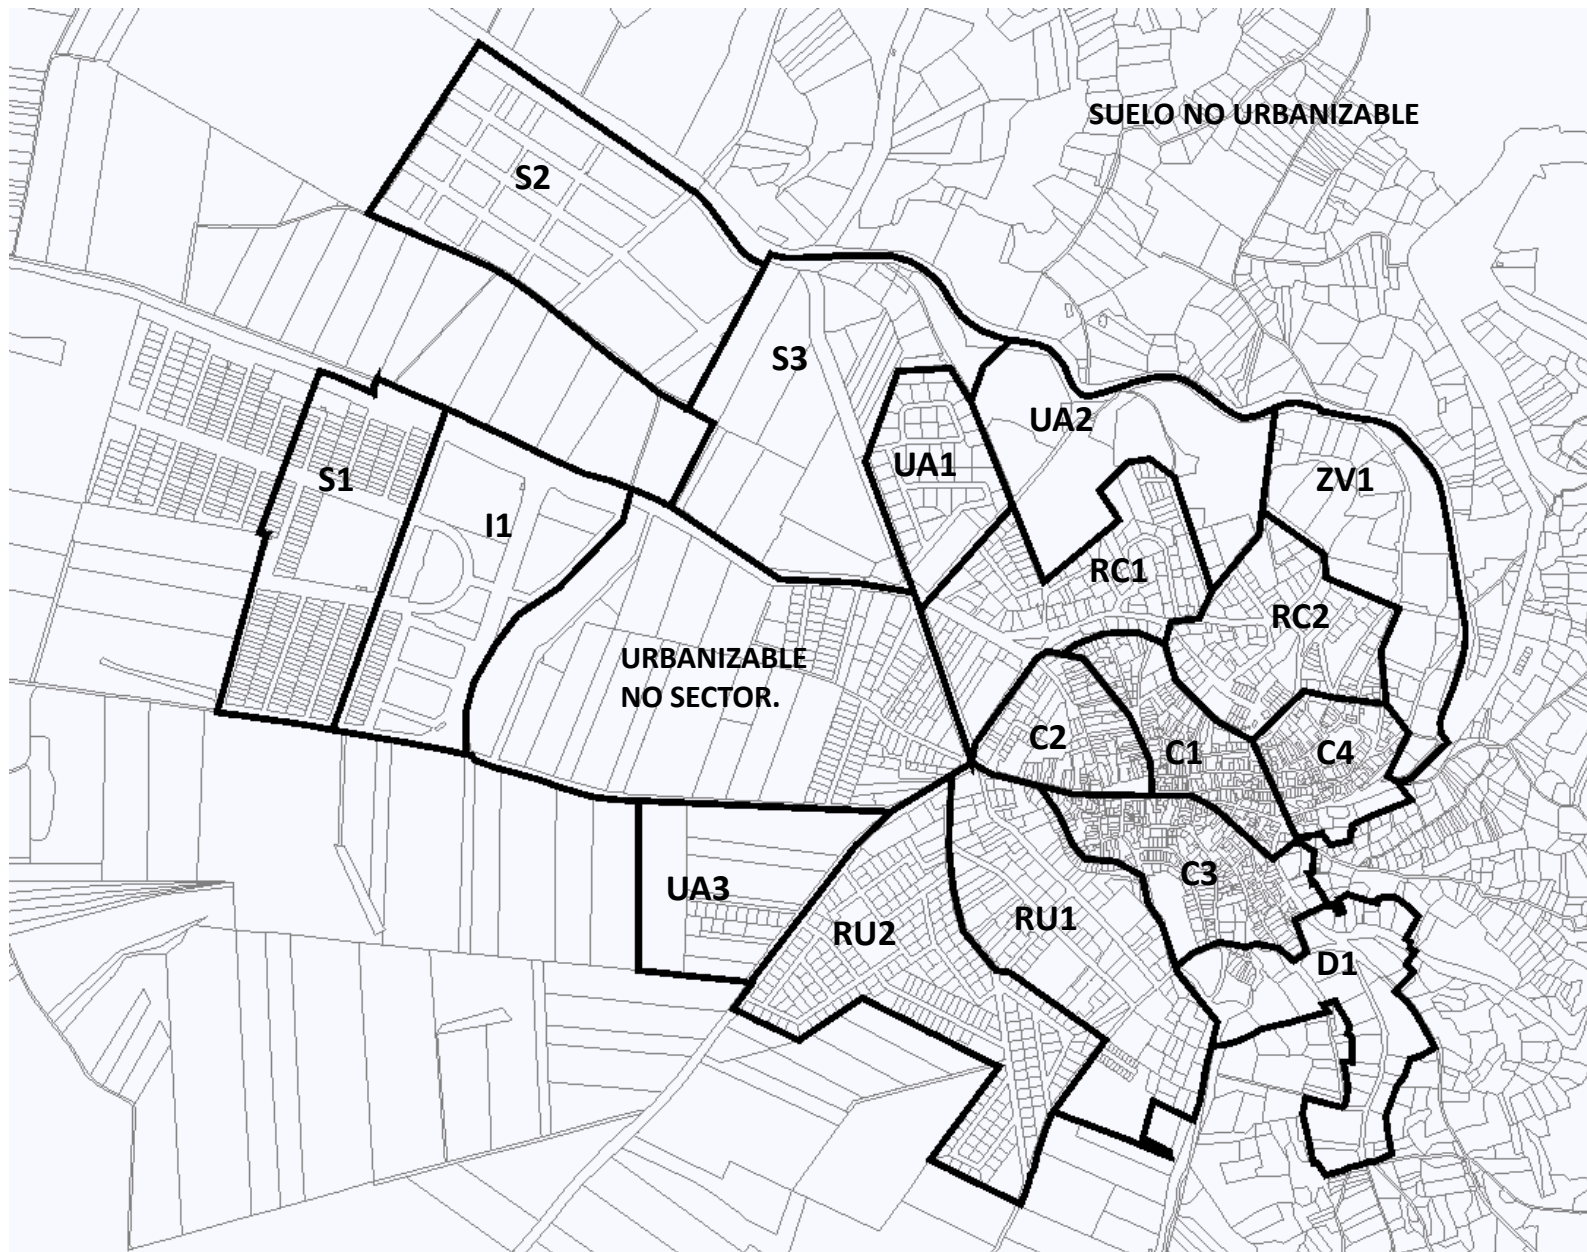 SUELO NO URBANIZABLE
S2
S3
UA2
UA1
S1
ZV1
I1
RC1
RC2
URBANIZABLE
NO SECTOR.
C2
C1
C4
UA3
C3
RU1
RU2
D1